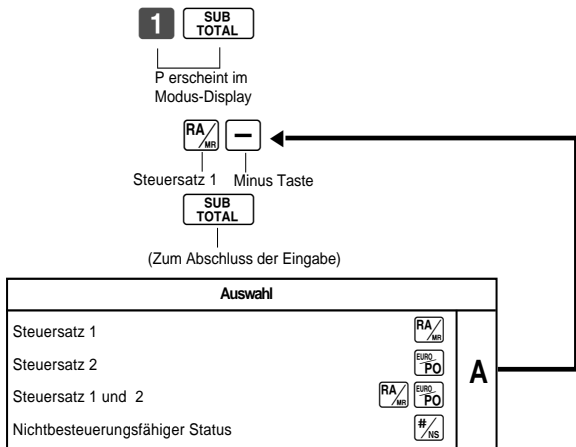 1 SUB TOTAL
P erscheint im
Modus-Display
RA/MR −
Steuersatz 1 Minus Taste
SUB TOTAL
(Zum Abschluss der Eingabe)
Auswahl
Steuersatz 1 RA/MR
Steuersatz 2 EURO PO
Steuersatz 1 und 2 RA/MR EURO PO
A
Nichtbesteuerungsfähiger Status #/NS